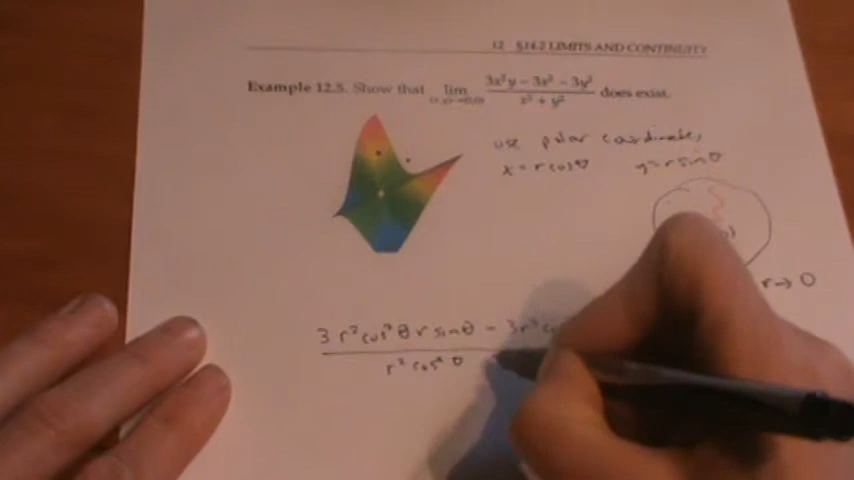 12 §14.2 LIMITS AND CONTINUITY
Example 12.5. Show that lim (x,y)→(0,0) 3x²y − 3x² − 3y² / x² + y² does exist.
use polar coordinates
x = r cos θ y = r sin θ
r → 0
3 r² cos² θ r sin θ − 3r² c
r² cos² θ